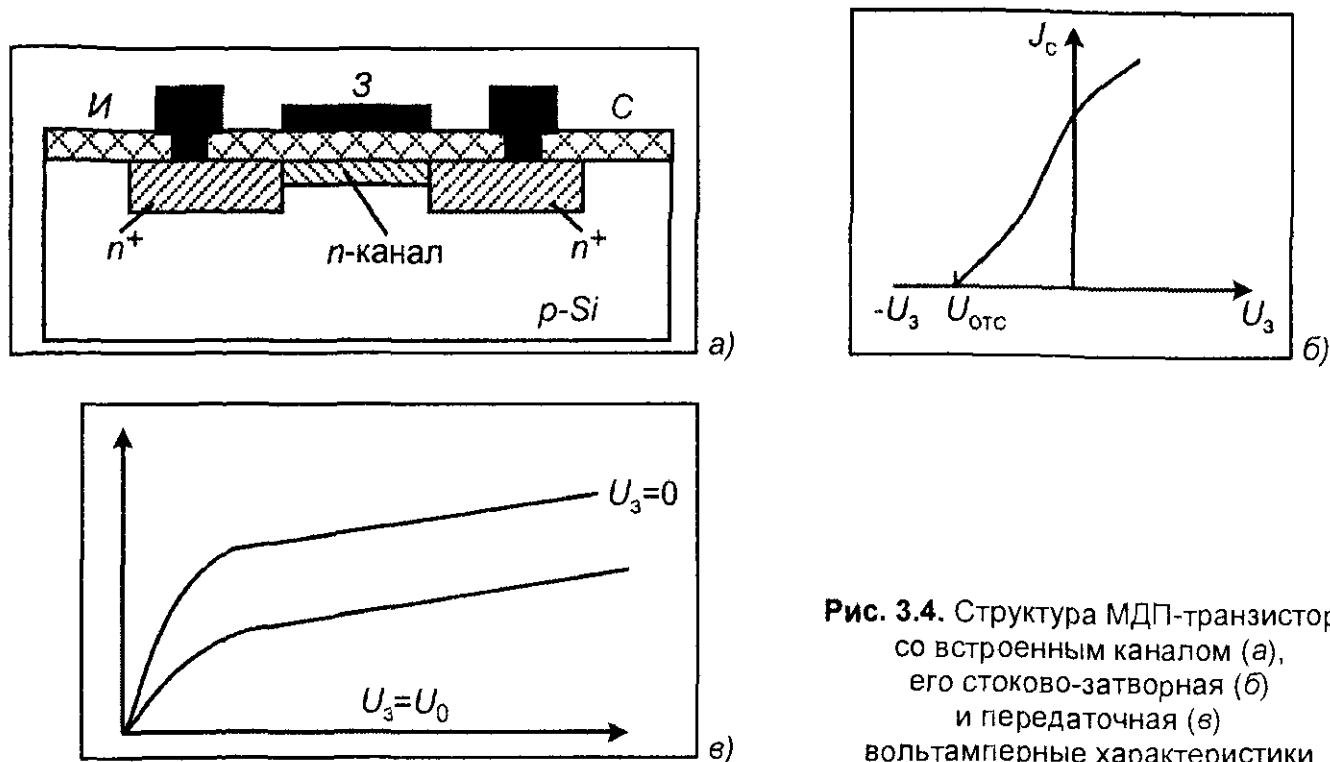 И
З
С
n+
n-канал
n+
p-Si
а)
Jс
-Uз
Uотс
Uз
б)
Uз=0
Uз=U0
в)
Рис. 3.4. Структура МДП-транзистор
со встроенным каналом (а),
его стоково-затворная (б)
и передаточная (в)
вольтамперные характеристики